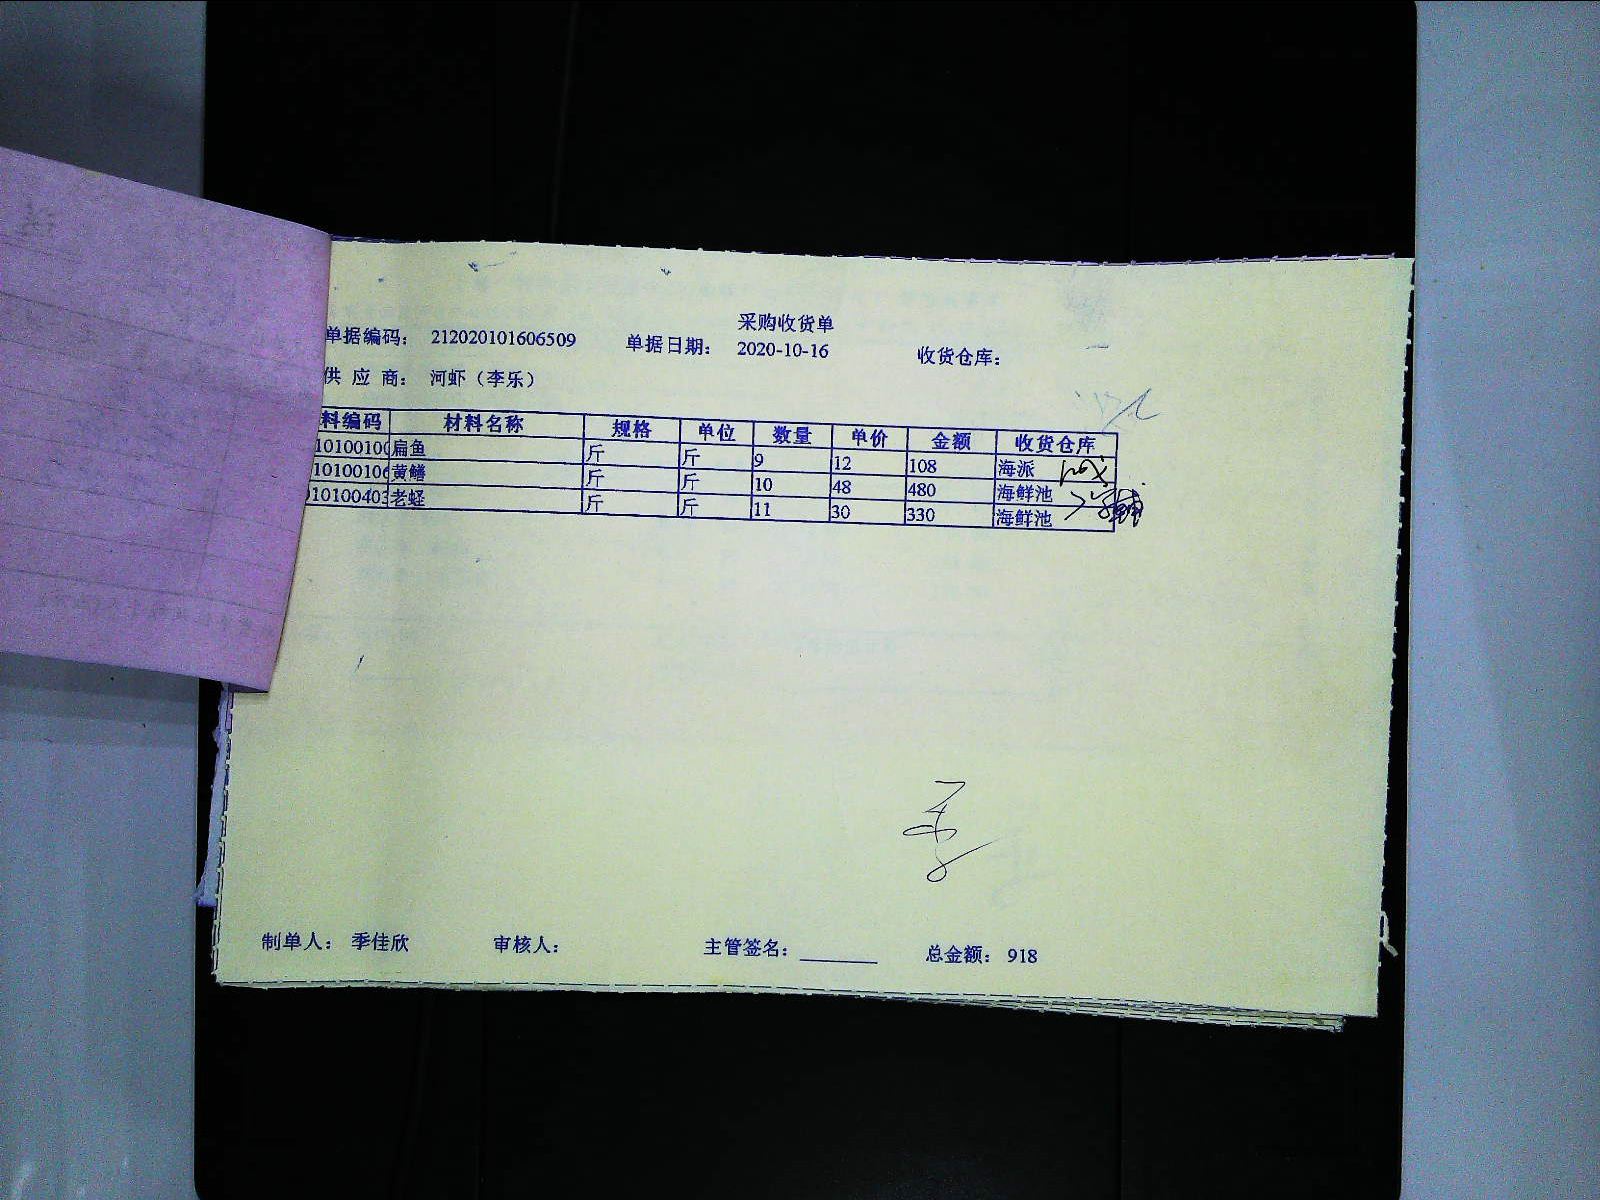 采购收货单
单据编码： 212020101606509 单据日期： 2020-10-16 收货仓库：
供 应 商： 河虾（李乐）
料编码 材料名称 规格 单位 数量 单价 金额 收货仓库
10100100 扁鱼 斤 斤 9 12 108 海派
10100106 黄鳝 斤 斤 10 48 480 海鲜池
10100403 老蛏 斤 斤 11 30 330 海鲜池
制单人： 季佳欣 审核人： 主管签名： 总金额： 918